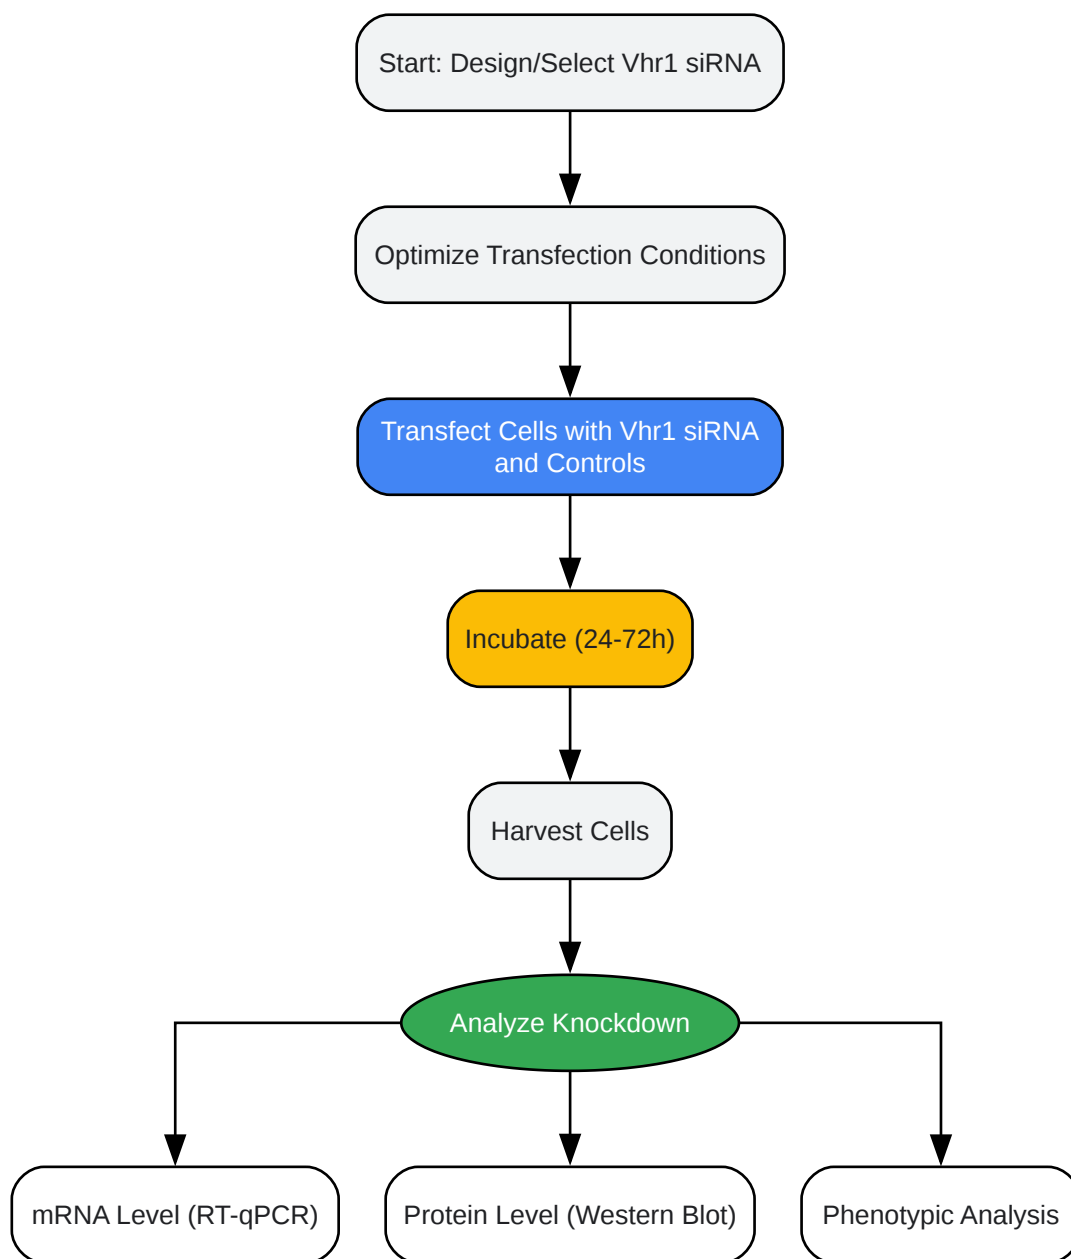 Start: Design/Select Vhr1 siRNA
Optimize Transfection Conditions
Transfect Cells with Vhr1 siRNA
and Controls
Incubate (24-72h)
Harvest Cells
Analyze Knockdown
mRNA Level (RT-qPCR)
Protein Level (Western Blot)
Phenotypic Analysis